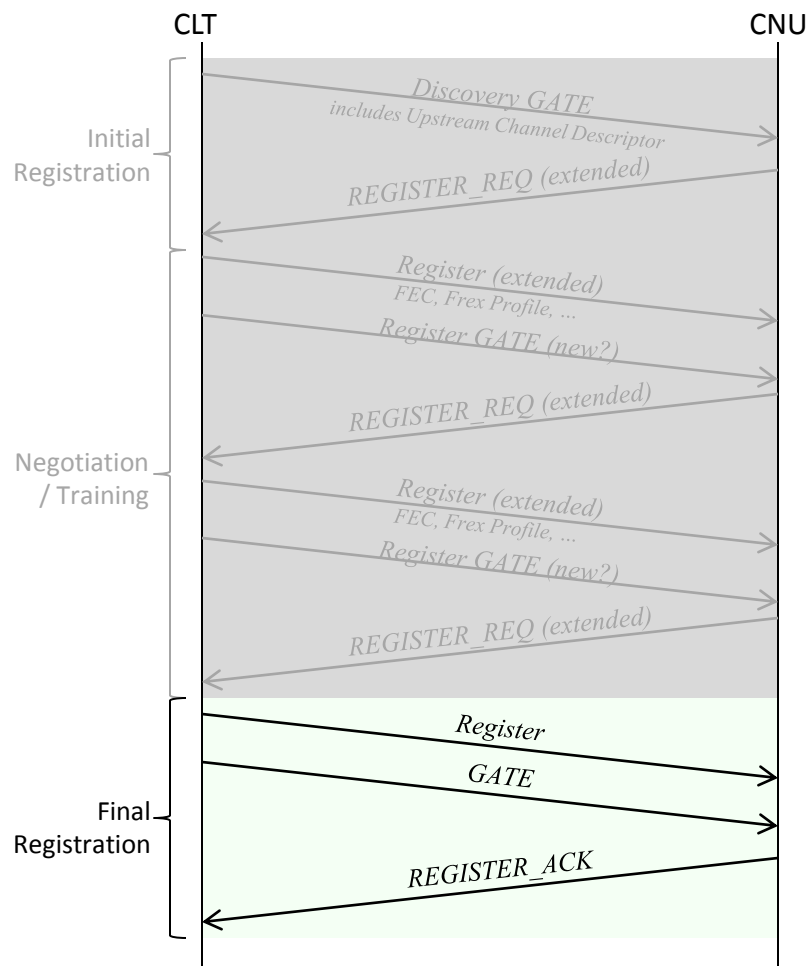 CLT
CNU
Discovery GATE
includes Upstream Channel Descriptor
Initial
Registration
REGISTER_REQ (extended)
Register (extended)
FEC, Frex Profile, ...
Register GATE (new?)
REGISTER_REQ (extended)
Negotiation
/ Training
Register (extended)
FEC, Frex Profile, ...
Register GATE (new?)
REGISTER_REQ (extended)
Register
GATE
Final
Registration
REGISTER_ACK